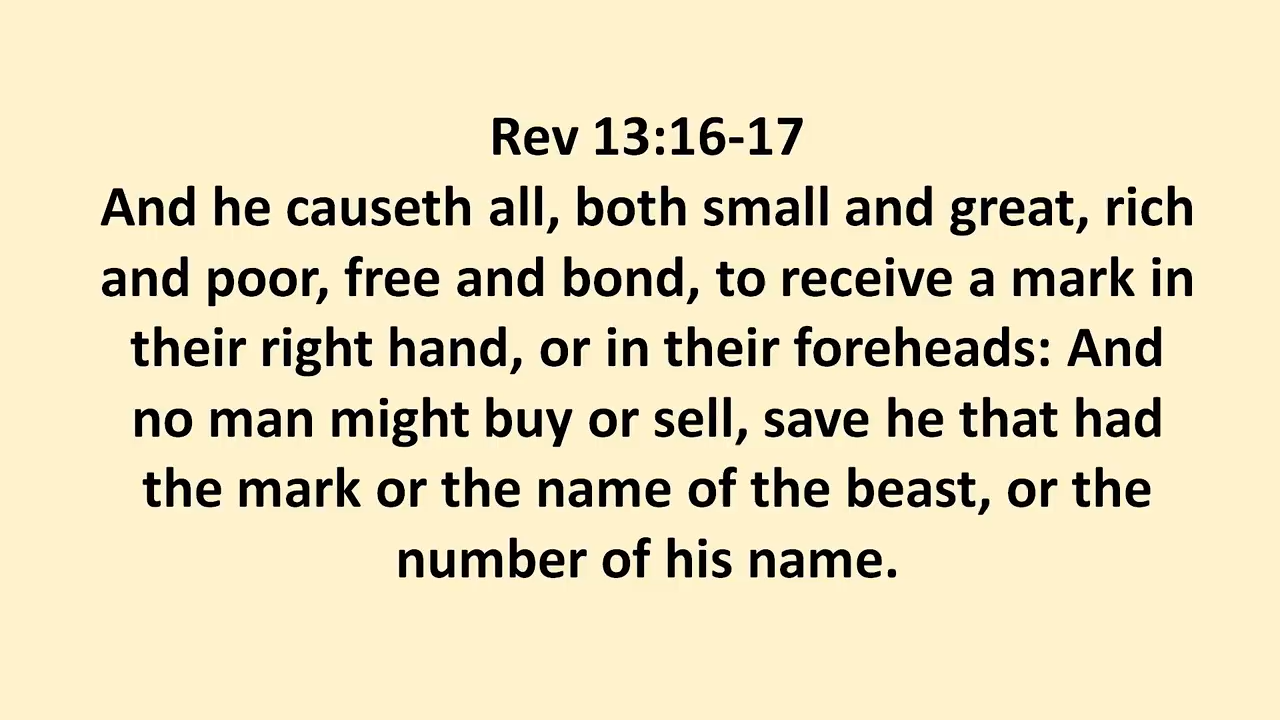 Rev 13:16-17
And he causeth all, both small and great, rich
and poor, free and bond, to receive a mark in
their right hand, or in their foreheads: And
no man might buy or sell, save he that had
the mark or the name of the beast, or the
number of his name.